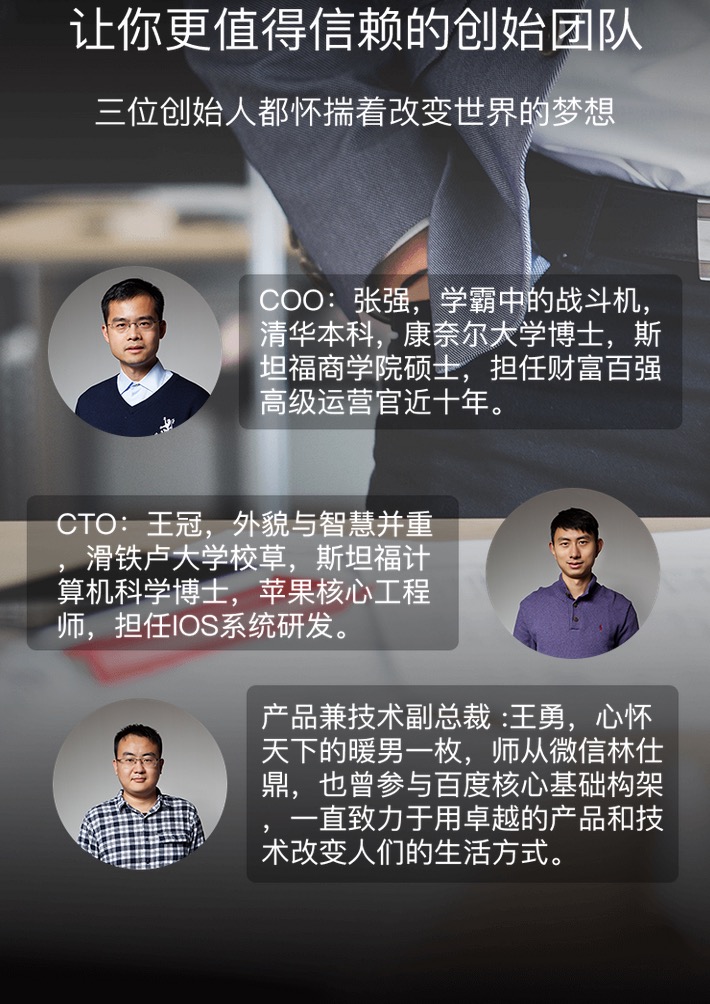 让你更值得信赖的创始团队
三位创始人都怀揣着改变世界的梦想
COO：张强，学霸中的战斗机，
清华本科，康奈尔大学博士，斯
坦福商学院硕士，担任财富百强
高级运营官近十年。
CTO：王冠，外貌与智慧并重
，滑铁卢大学校草，斯坦福计
算机科学博士，苹果核心工程
师，担任IOS系统研发。
产品兼技术副总裁 :王勇，心怀
天下的暖男一枚，师从微信林仕
鼎，也曾参与百度核心基础构架
，一直致力于用卓越的产品和技
术改变人们的生活方式。